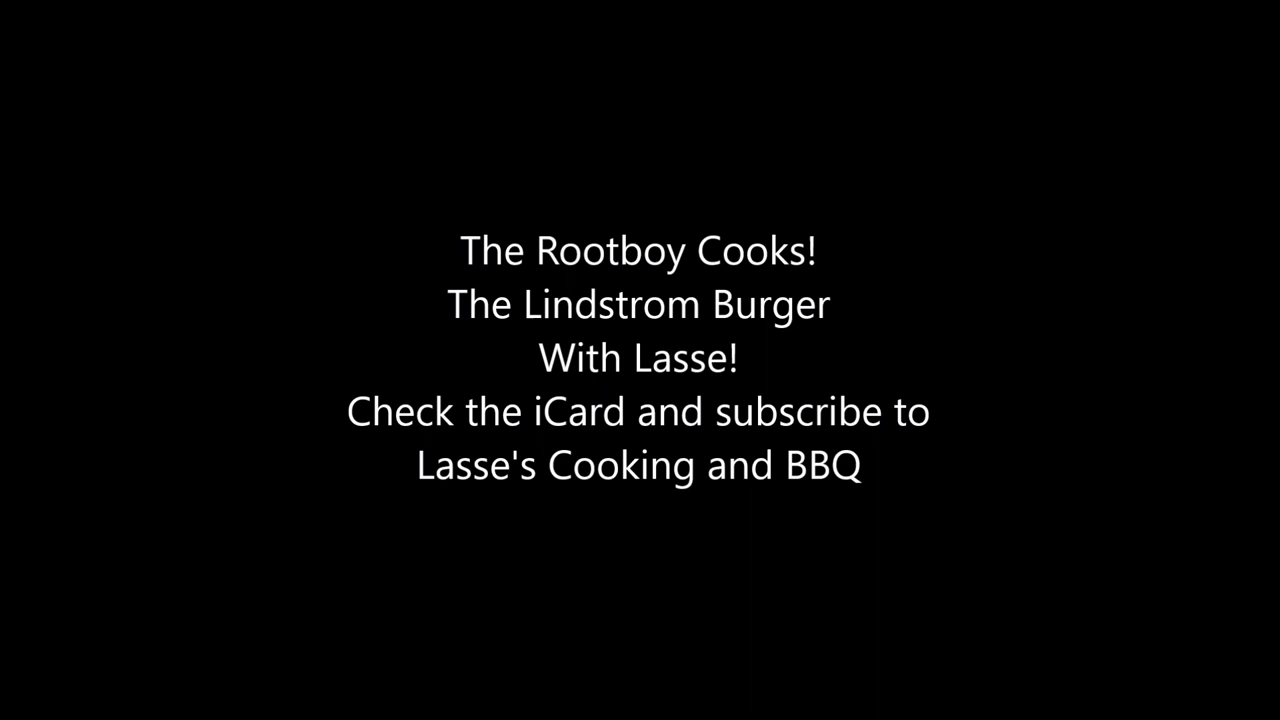 The Rootboy Cooks!
The Lindstrom Burger
With Lasse!
Check the iCard and subscribe to
Lasse's Cooking and BBQ